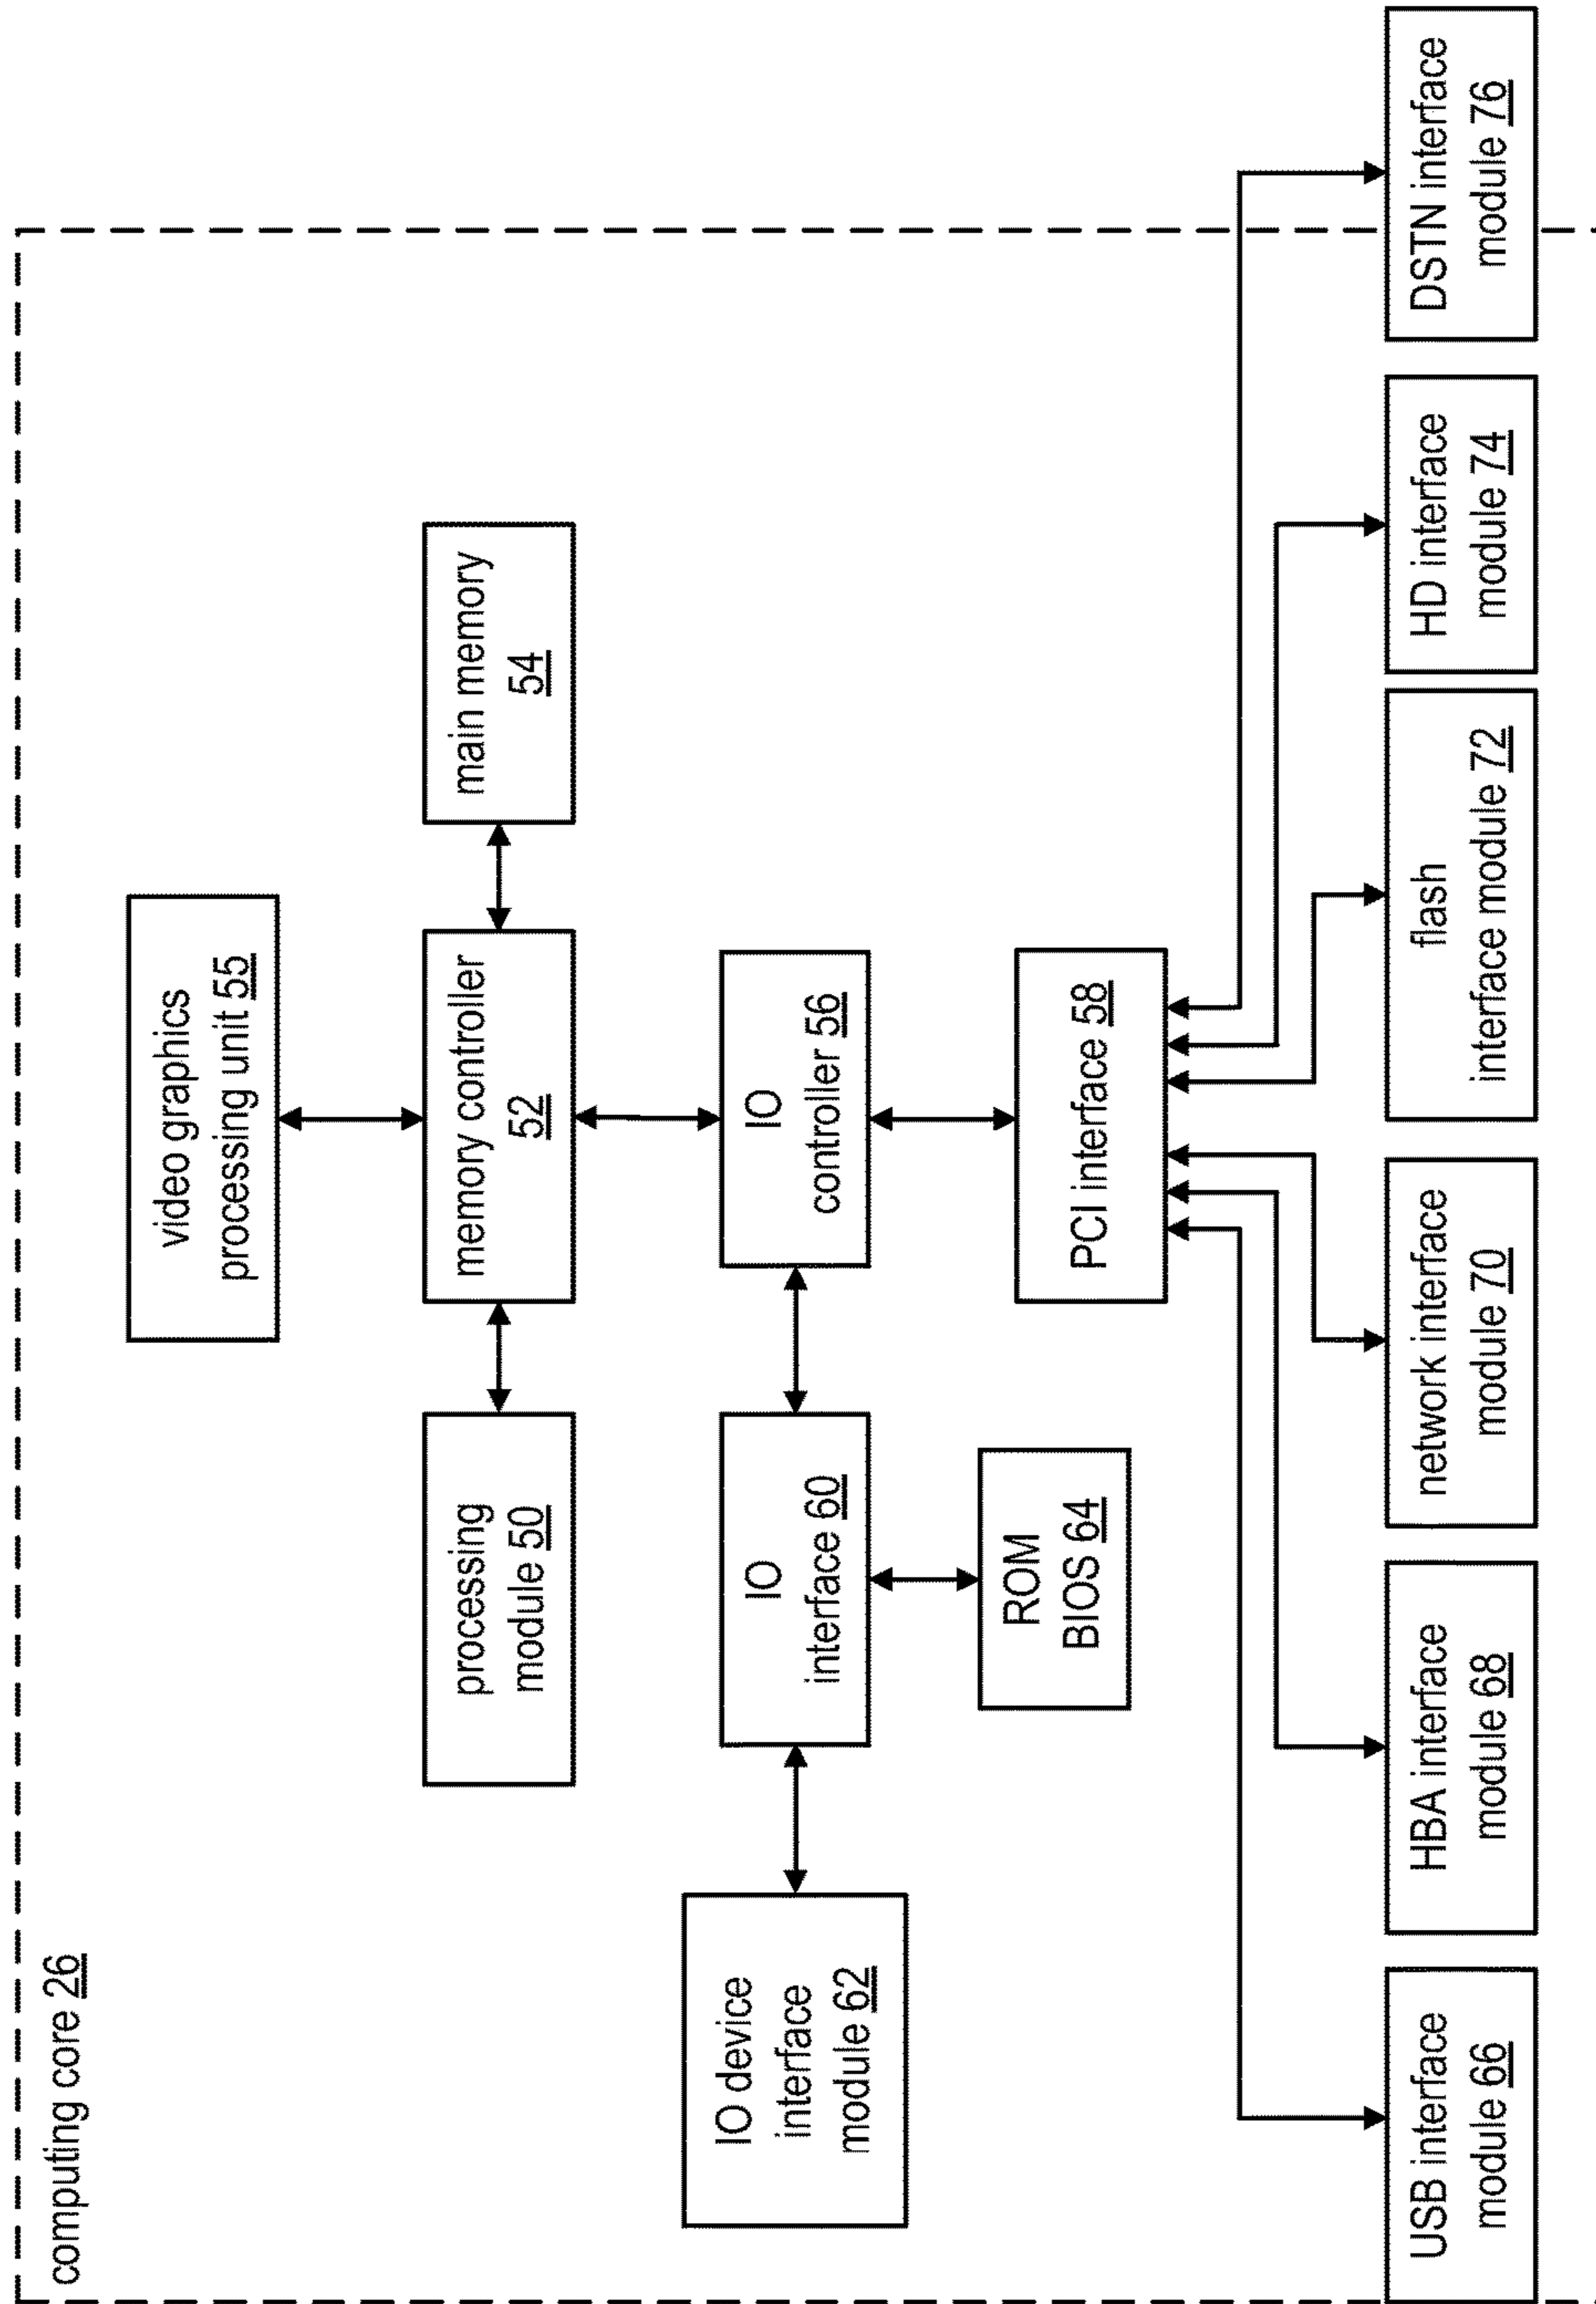 computing core 26
video graphics
processing unit 55
processing
module 50
memory controller
52
main memory
54
IO device
interface
module 62
IO
interface 60
IO
controller 56
ROM
BIOS 64
PCI interface 58
USB interface
module 66
HBA interface
module 68
network interface
module 70
flash
interface module 72
HD interface
module 74
DSTN interface
module 76